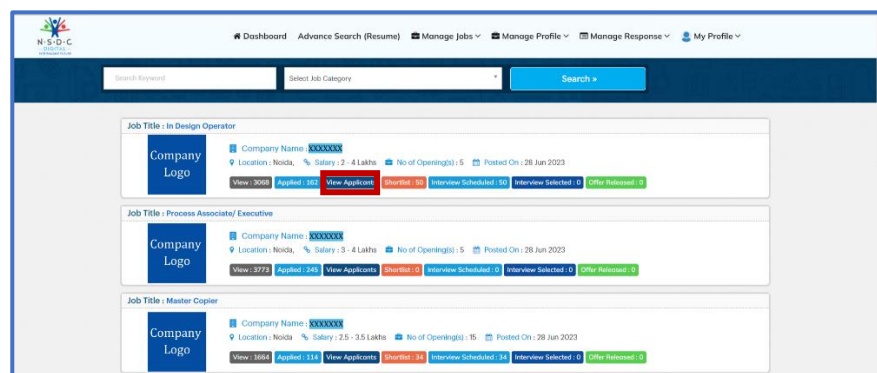 N·S·D·C
DIGITAL
Dashboard Advance Search (Resume) Manage Jobs Manage Profile Manage Response My Profile
Search Keyword Select Job Category Search »
Job Title : In Design Operator
Company Logo
Company Name : XXXXXXX
Location : Noida, Salary : 2 - 4 Lakhs No of Opening(s) : 5 Posted On : 28 Jun 2023
View : 3068 Applied : 162 View Applicants Shortlist : 50 Interview Scheduled : 50 Interview Selected : 0 Offer Released : 0
Job Title : Process Associate/ Executive
Company Logo
Company Name : XXXXXXX
Location : Noida, Salary : 3 - 4 Lakhs No of Opening(s) : 5 Posted On : 28 Jun 2023
View : 3773 Applied : 245 View Applicants Shortlist : 0 Interview Scheduled : 0 Interview Selected : 0 Offer Released : 0
Job Title : Master Copier
Company Logo
Company Name : XXXXXXX
Location : Noida Salary : 2.5 - 3.5 Lakhs No of Opening(s) : 15 Posted On : 28 Jun 2023
View : 1664 Applied : 114 View Applicants Shortlist : 34 Interview Scheduled : 34 Interview Selected : 0 Offer Released : 0